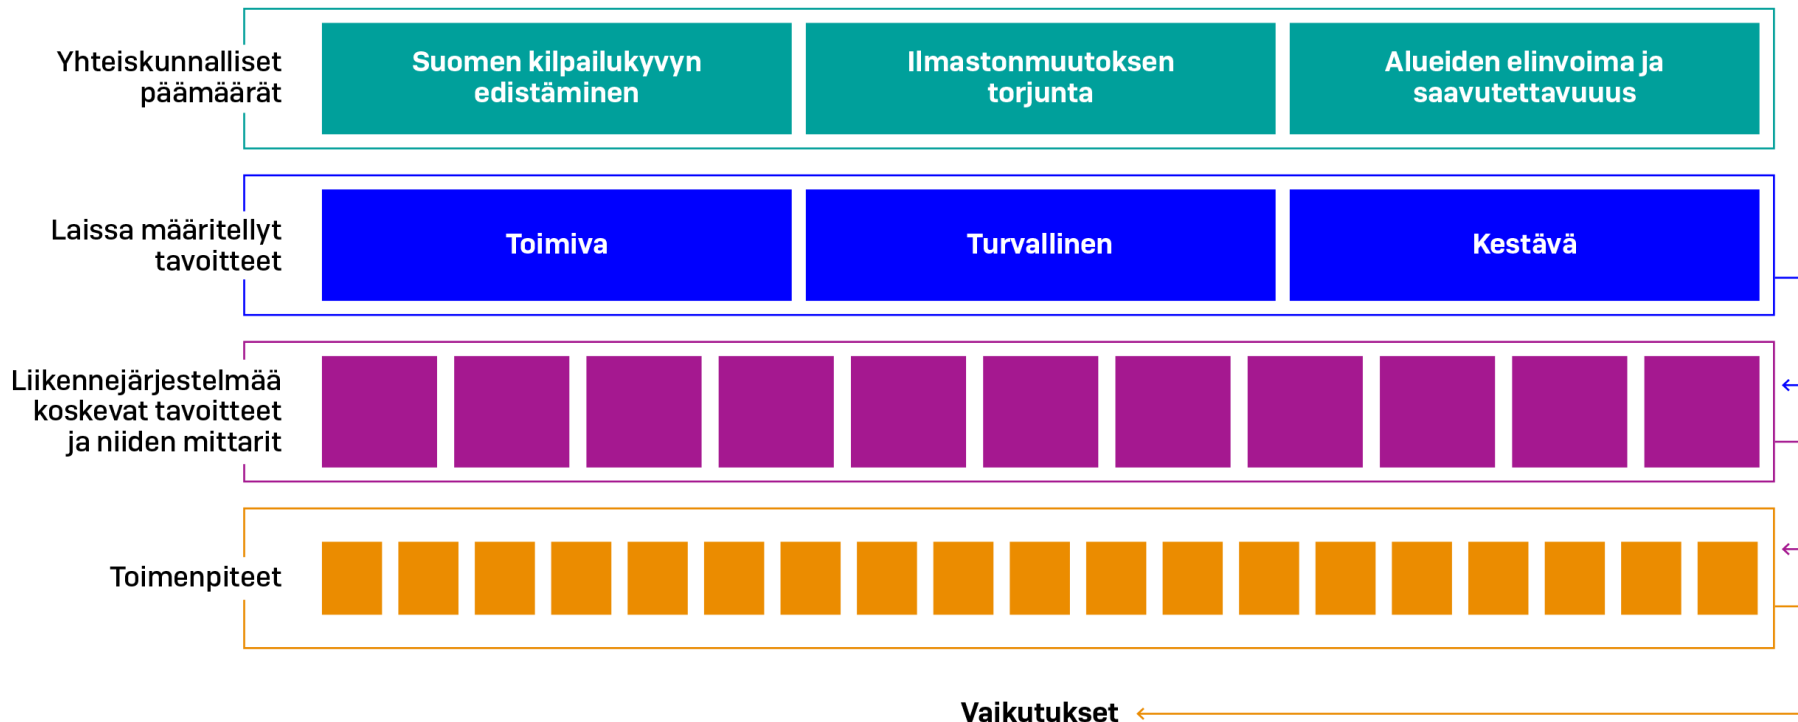 Yhteiskunnalliset
päämäärät
Suomen kilpailukyvyn
edistäminen
Ilmastonmuutoksen
torjunta
Alueiden elinvoima ja
saavutettavuuus
Laissa määritellyt
tavoitteet
Toimiva
Turvallinen
Kestävä
Liikennejärjestelmää
koskevat tavoitteet
ja niiden mittarit
Toimenpiteet
Vaikutukset